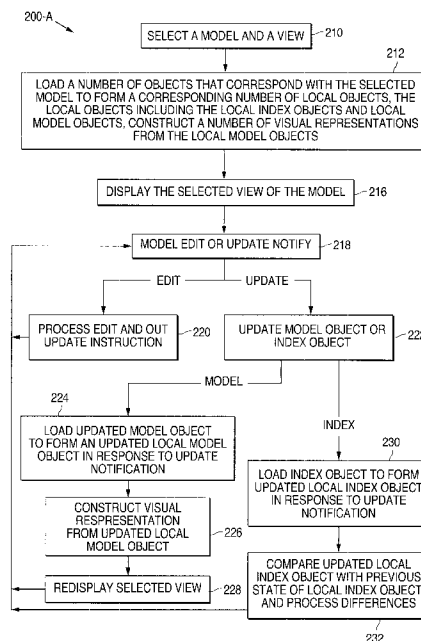 200-A
SELECT A MODEL AND A VIEW
210
212
LOAD A NUMBER OF OBJECTS THAT CORRESPOND WITH THE SELECTED
MODEL TO FORM A CORRESPONDING NUMBER OF LOCAL OBJECTS, THE
LOCAL OBJECTS INCLUDING THE LOCAL INDEX OBJECTS AND LOCAL
MODEL OBJECTS, CONSTRUCT A NUMBER OF VISUAL REPRESENTATIONS
FROM THE LOCAL MODEL OBJECTS
DISPLAY THE SELECTED VIEW OF THE MODEL
216
MODEL EDIT OR UPDATE NOTIFY
218
EDIT
UPDATE
PROCESS EDIT AND OUT
UPDATE INSTRUCTION
220
UPDATE MODEL OBJECT OR
INDEX OBJECT
222
MODEL
INDEX
224
LOAD UPDATED MODEL OBJECT
TO FORM AN UPDATED LOCAL MODEL
OBJECT IN RESPONSE TO UPDATE
NOTIFICATION
230
LOAD INDEX OBJECT TO FORM
UPDATED LOCAL INDEX OBJECT
IN RESPONSE TO UPDATE
NOTIFICATION
CONSTRUCT VISUAL
RESPRESENTATION
FROM UPDATED LOCAL
MODEL OBJECT
226
REDISPLAY SELECTED VIEW
228
COMPARE UPDATED LOCAL
INDEX OBJECT WITH PREVIOUS
STATE OF LOCAL INDEX OBJECT
AND PROCESS DIFFERENCES
232